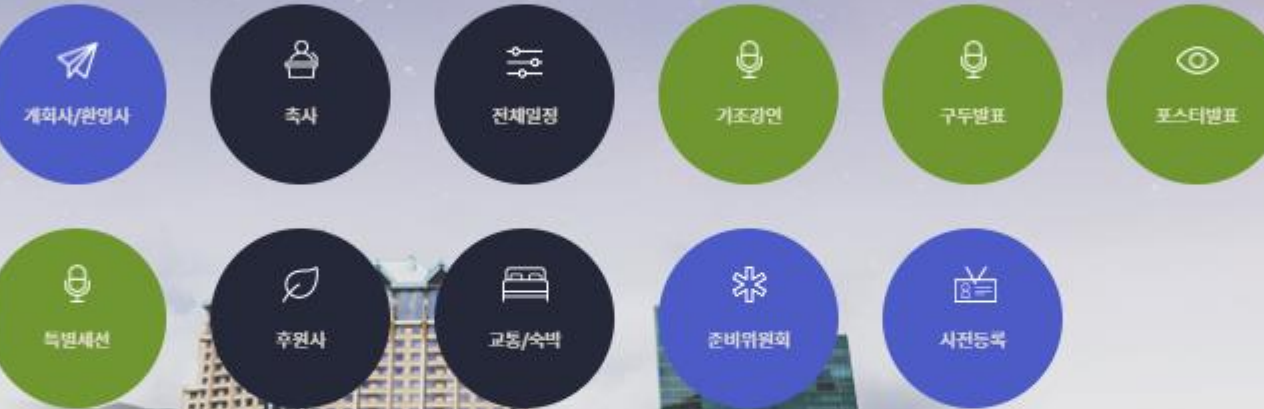 개회사/환영사
축사
전체일정
기조강연
구두발표
포스터발표
특별세션
후원사
교통/숙박
준비위원회
사전등록